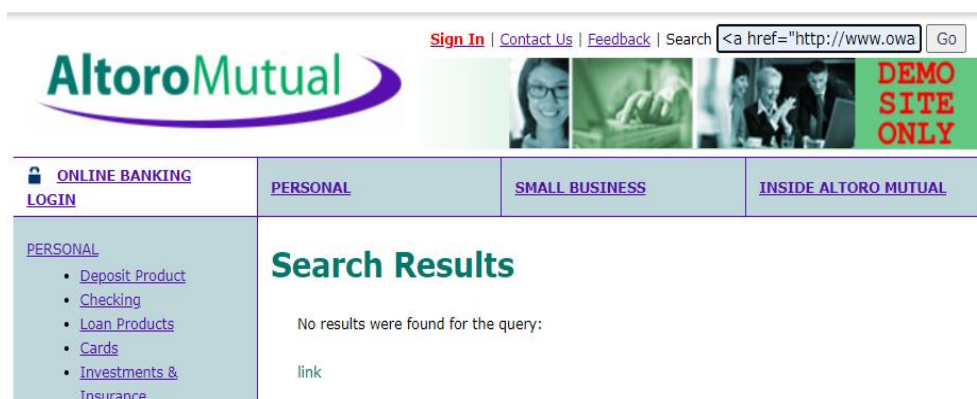 Sign In | Contact Us | Feedback | Search <a href="http://www.owa Go
AltoroMutual
DEMO
SITE
ONLY
ONLINE BANKING
LOGIN
PERSONAL
SMALL BUSINESS
INSIDE ALTORO MUTUAL
PERSONAL
• Deposit Product
• Checking
• Loan Products
• Cards
• Investments &
Insurance
Search Results
No results were found for the query:
link